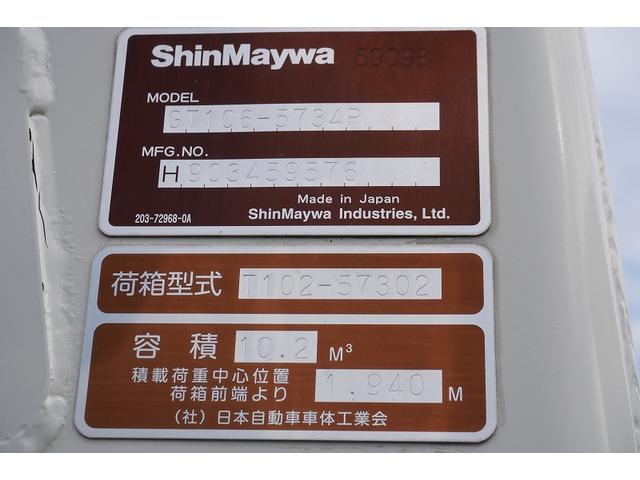 ShinMaywa 59098
MODEL
GT106-5734P
MFG.NO.
H 903459576
Made in Japan
203-72968-0A ShinMaywa Industries, Ltd.
荷箱型式 T102-57302
容積 10.2 M³
積載荷重中心位置
荷箱前端より 1.940 M
(社)日本自動車車体工業会